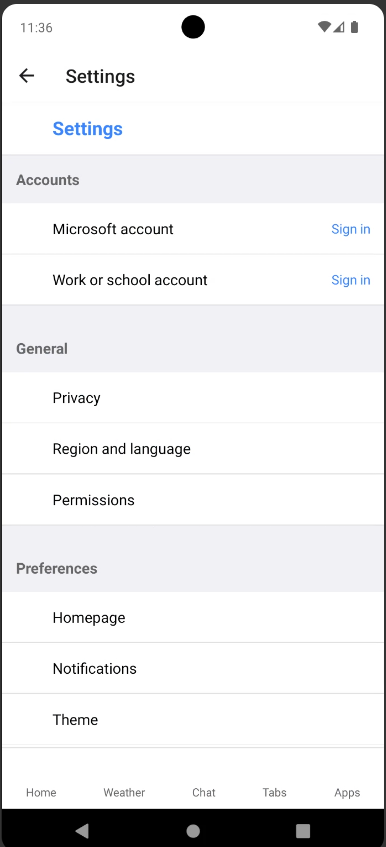 11:36
Settings
Settings
Accounts
Microsoft account Sign in
Work or school account Sign in
General
Privacy
Region and language
Permissions
Preferences
Homepage
Notifications
Theme
Home Weather Chat Tabs Apps